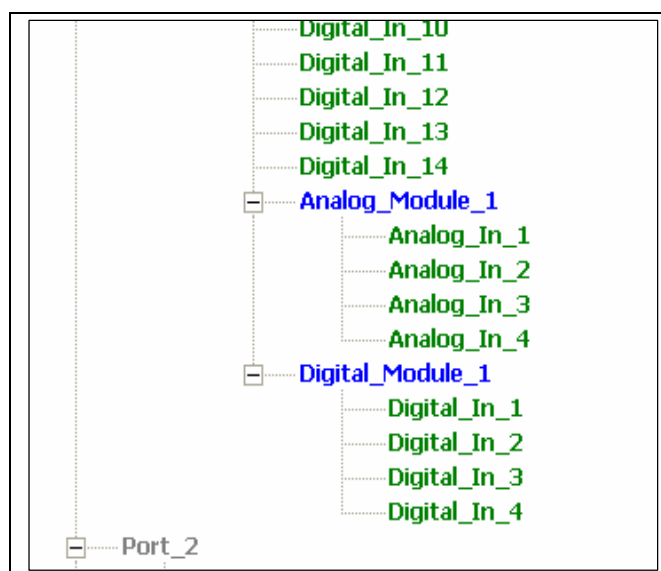 Digital_In_10
Digital_In_11
Digital_In_12
Digital_In_13
Digital_In_14
Analog_Module_1
Analog_In_1
Analog_In_2
Analog_In_3
Analog_In_4
Digital_Module_1
Digital_In_1
Digital_In_2
Digital_In_3
Digital_In_4
Port_2